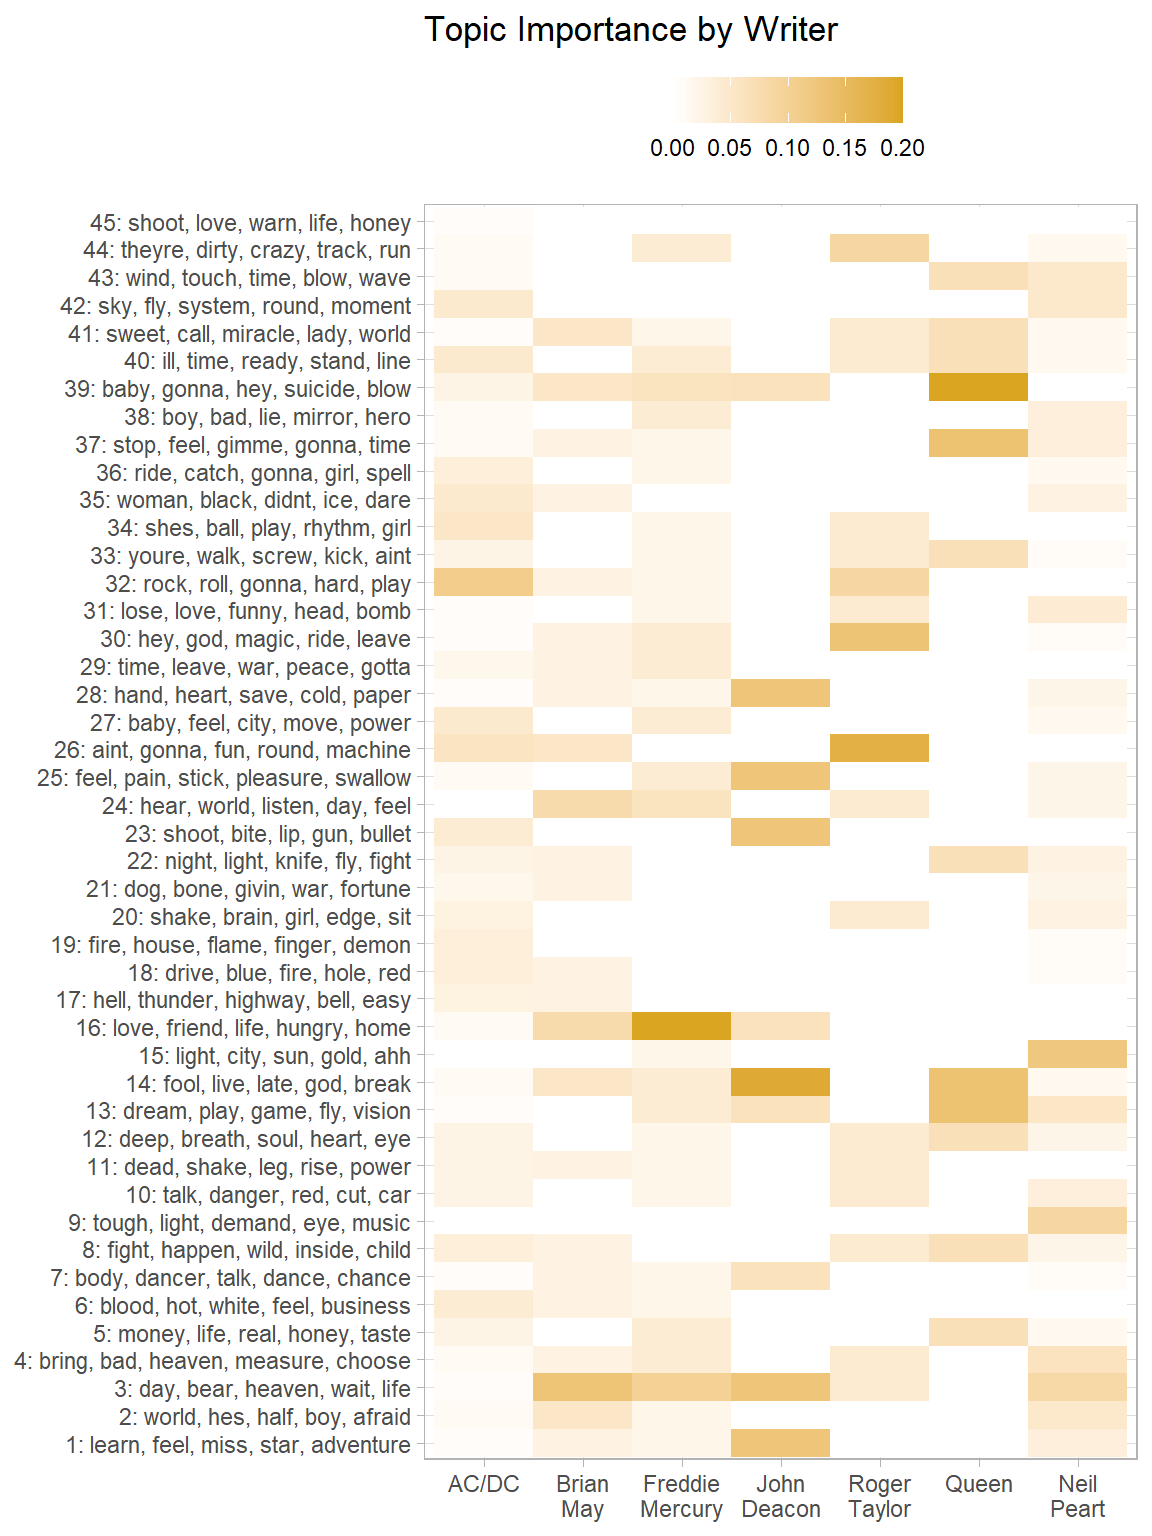 Topic Importance by Writer
0.00 0.05 0.10 0.15 0.20
45: shoot, love, warn, life, honey
44: theyre, dirty, crazy, track, run
43: wind, touch, time, blow, wave
42: sky, fly, system, round, moment
41: sweet, call, miracle, lady, world
40: ill, time, ready, stand, line
39: baby, gonna, hey, suicide, blow
38: boy, bad, lie, mirror, hero
37: stop, feel, gimme, gonna, time
36: ride, catch, gonna, girl, spell
35: woman, black, didnt, ice, dare
34: shes, ball, play, rhythm, girl
33: youre, walk, screw, kick, aint
32: rock, roll, gonna, hard, play
31: lose, love, funny, head, bomb
30: hey, god, magic, ride, leave
29: time, leave, war, peace, gotta
28: hand, heart, save, cold, paper
27: baby, feel, city, move, power
26: aint, gonna, fun, round, machine
25: feel, pain, stick, pleasure, swallow
24: hear, world, listen, day, feel
23: shoot, bite, lip, gun, bullet
22: night, light, knife, fly, fight
21: dog, bone, givin, war, fortune
20: shake, brain, girl, edge, sit
19: fire, house, flame, finger, demon
18: drive, blue, fire, hole, red
17: hell, thunder, highway, bell, easy
16: love, friend, life, hungry, home
15: light, city, sun, gold, ahh
14: fool, live, late, god, break
13: dream, play, game, fly, vision
12: deep, breath, soul, heart, eye
11: dead, shake, leg, rise, power
10: talk, danger, red, cut, car
9: tough, light, demand, eye, music
8: fight, happen, wild, inside, child
7: body, dancer, talk, dance, chance
6: blood, hot, white, feel, business
5: money, life, real, honey, taste
4: bring, bad, heaven, measure, choose
3: day, bear, heaven, wait, life
2: world, hes, half, boy, afraid
1: learn, feel, miss, star, adventure
AC/DC Brian Freddie John Roger Queen Neil
May Mercury Deacon Taylor Peart